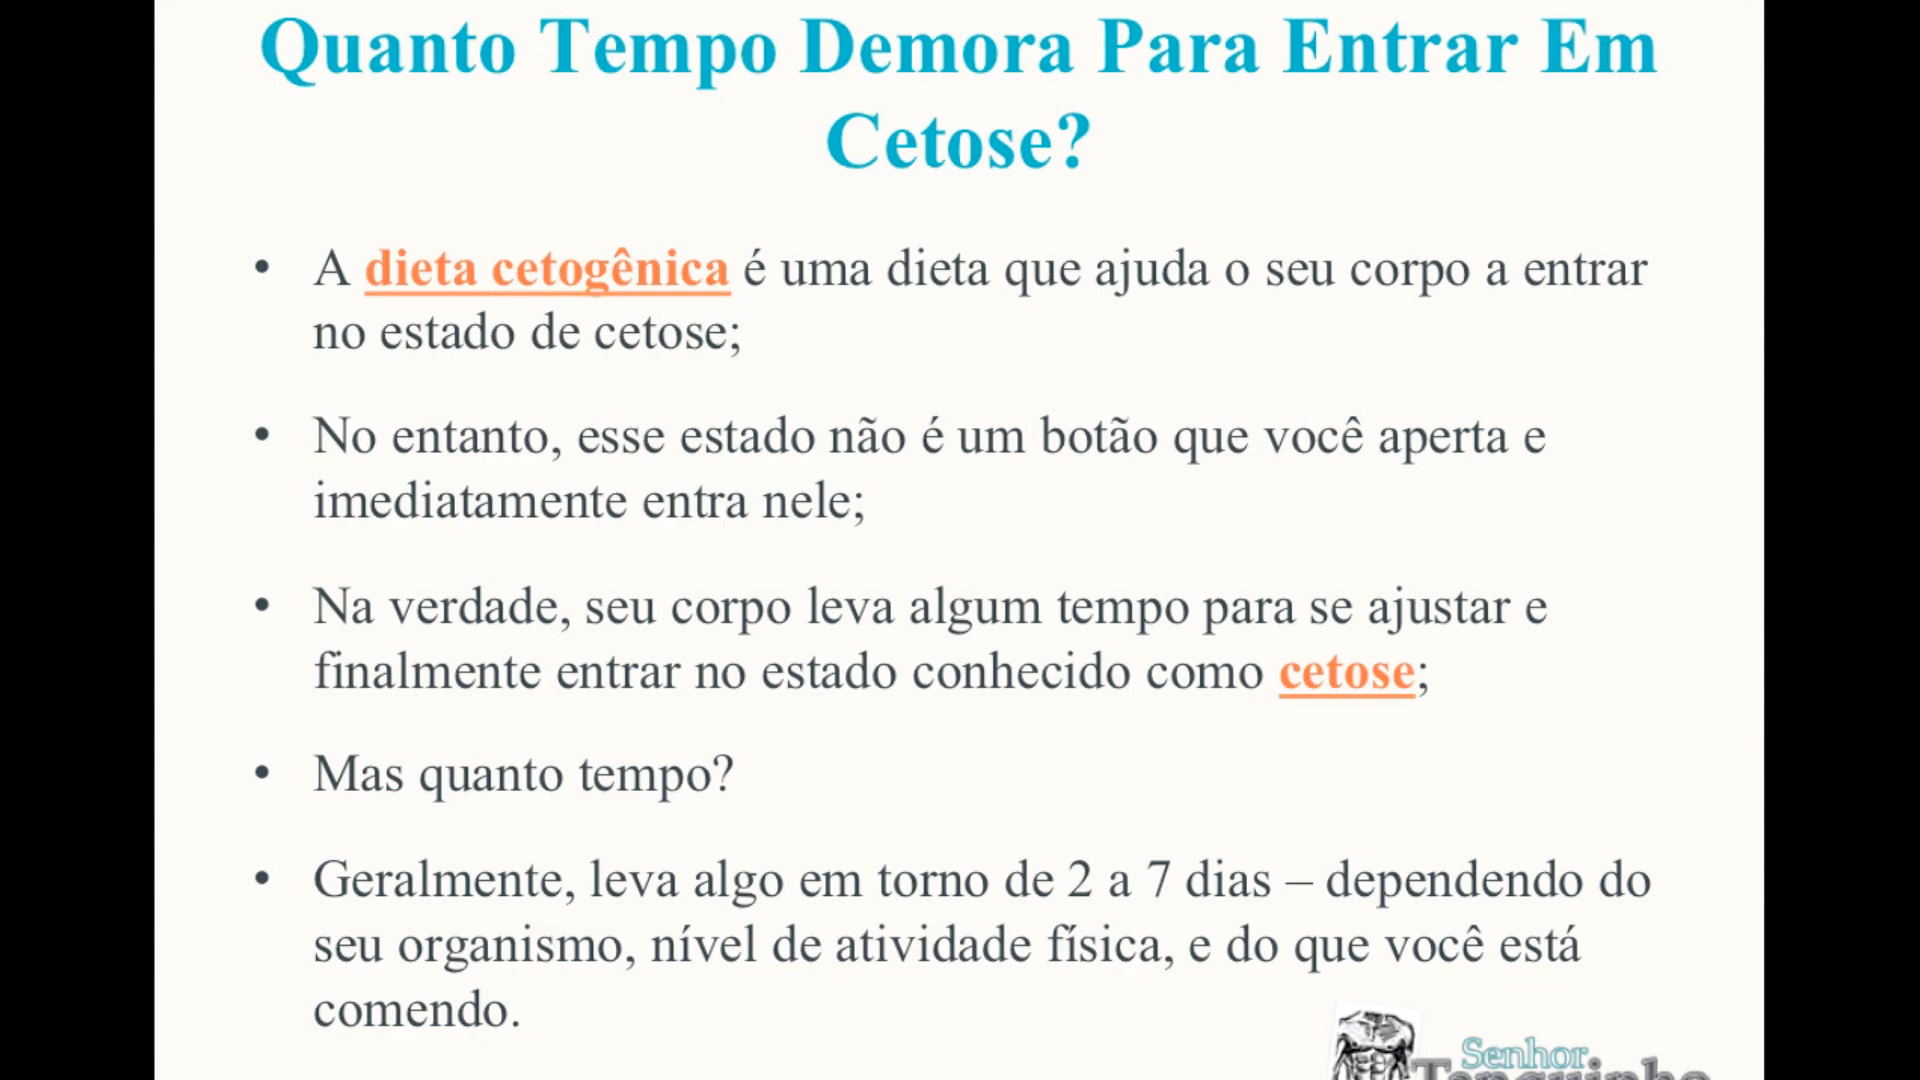 Quanto Tempo Demora Para Entrar Em
Cetose?
• A dieta cetogênica é uma dieta que ajuda o seu corpo a entrar
no estado de cetose;
• No entanto, esse estado não é um botão que você aperta e
imediatamente entra nele;
• Na verdade, seu corpo leva algum tempo para se ajustar e
finalmente entrar no estado conhecido como cetose;
• Mas quanto tempo?
• Geralmente, leva algo em torno de 2 a 7 dias – dependendo do
seu organismo, nível de atividade física, e do que você está
comendo.
Senhor
Tanquinho